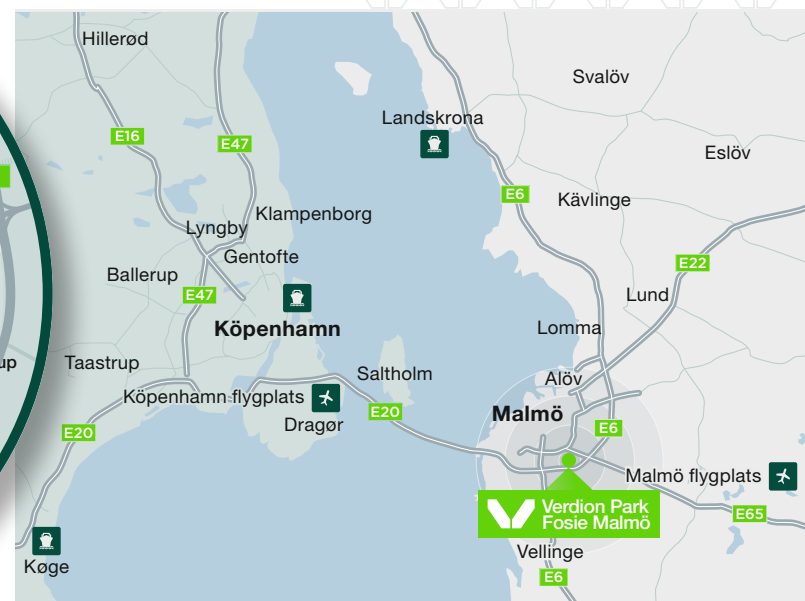 Hillerød
Svalöv
Landskrona
E16
E47
Eslöv
E6
Kävlinge
Klampenborg
Lyngby
Gentofte
E22
Ballerup
E47
Lund
Köpenhamn
Lomma
up
Taastrup
Saltholm
Alöv
Köpenhamn flygplats
E20
Malmö
Dragør
E6
E20
Malmö flygplats
Verdion Park
Fosie Malmö
E65
Vellinge
Køge
E6